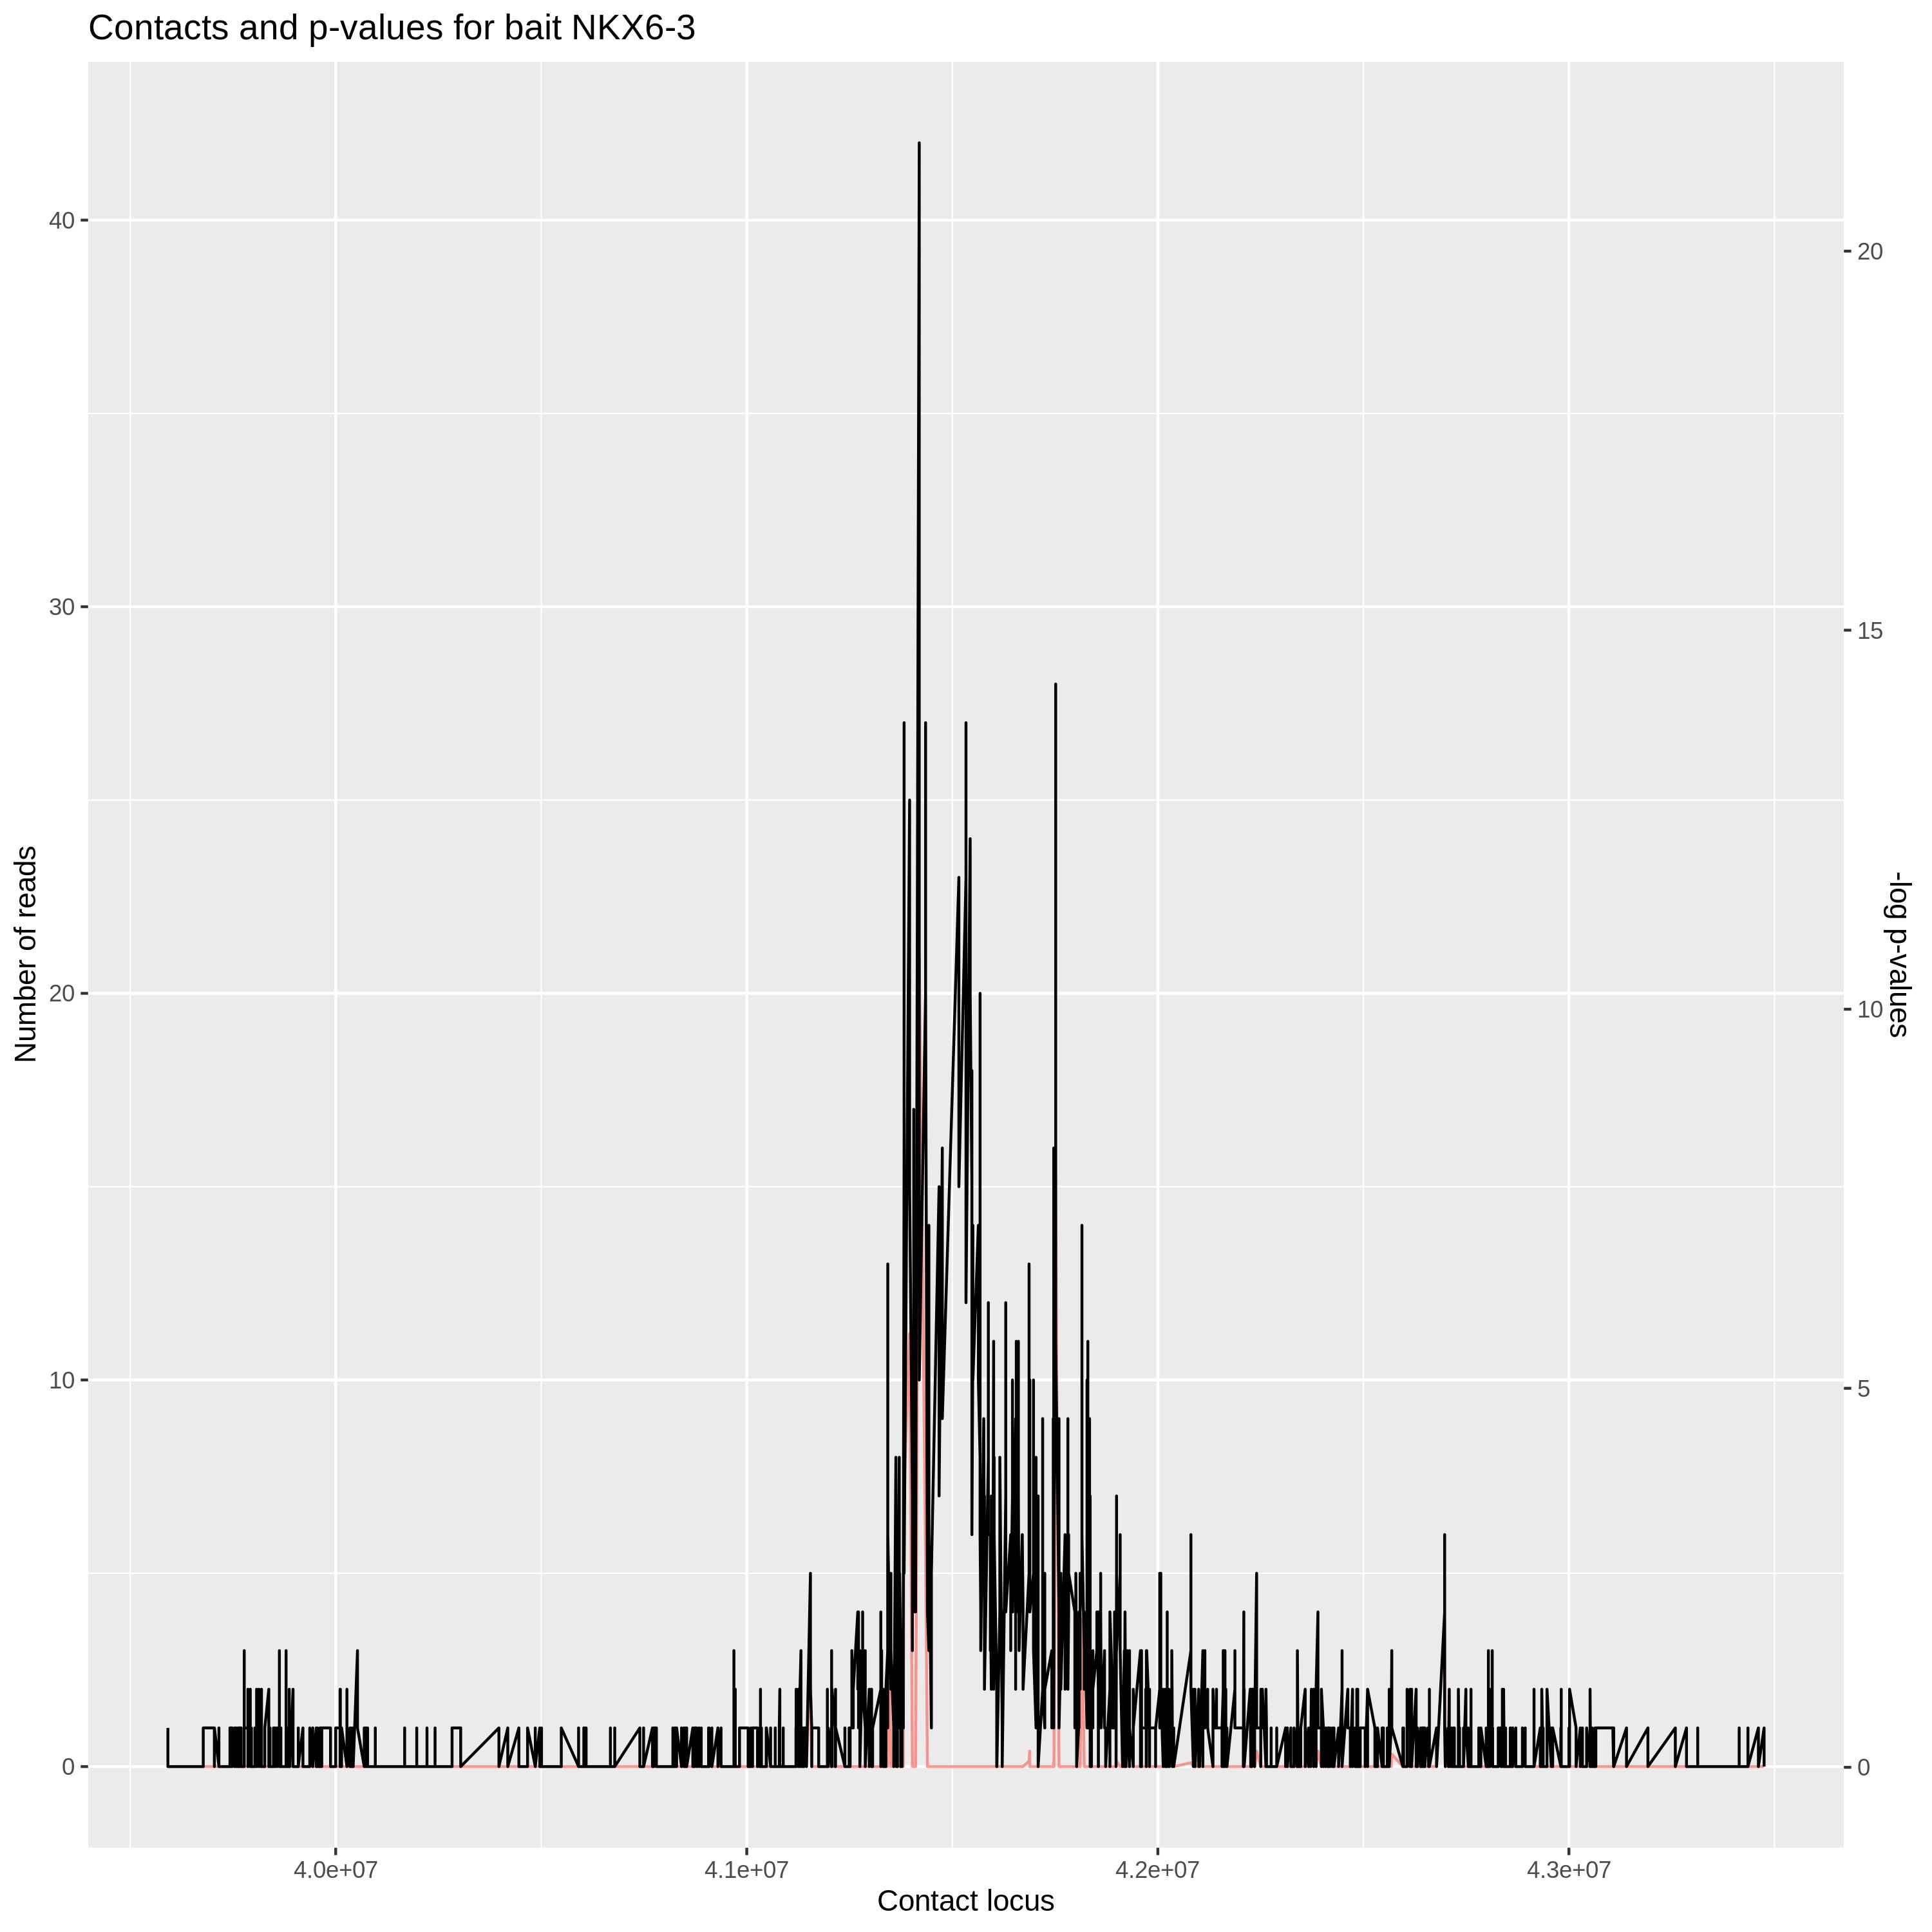 Contacts and p-values for bait NKX6-3
40
30
20
10
0
Number of reads
20
15
10
5
0
-log p-values
4.0e+07
4.1e+07
4.2e+07
4.3e+07
Contact locus